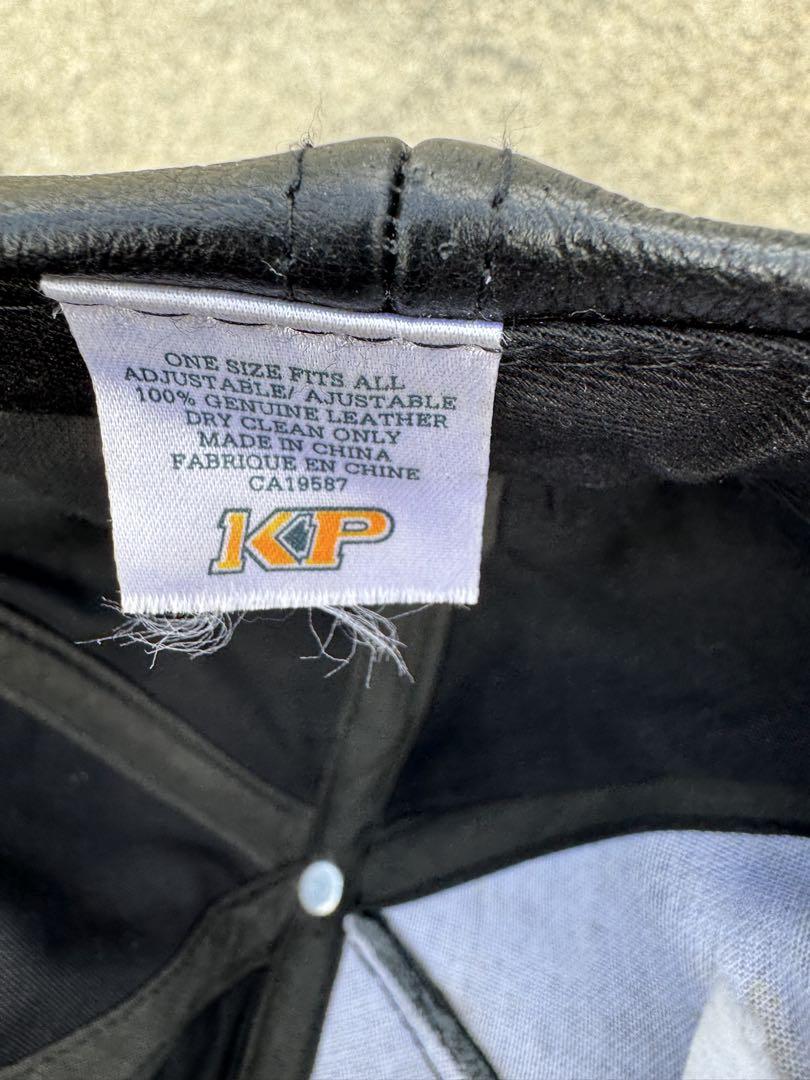 ONE SIZE FITS ALL
ADJUSTABLE/ AJUSTABLE
100% GENUINE LEATHER
DRY CLEAN ONLY
MADE IN CHINA
FABRIQUE EN CHINE
CA19587
KP